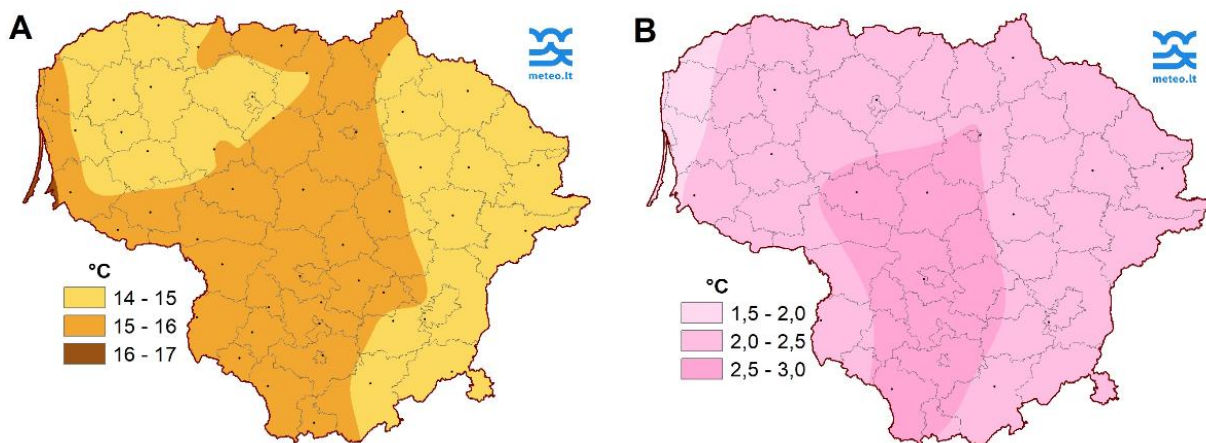 A
meteo.lt
°C
14 - 15
15 - 16
16 - 17
B
meteo.lt
°C
1,5 - 2,0
2,0 - 2,5
2,5 - 3,0